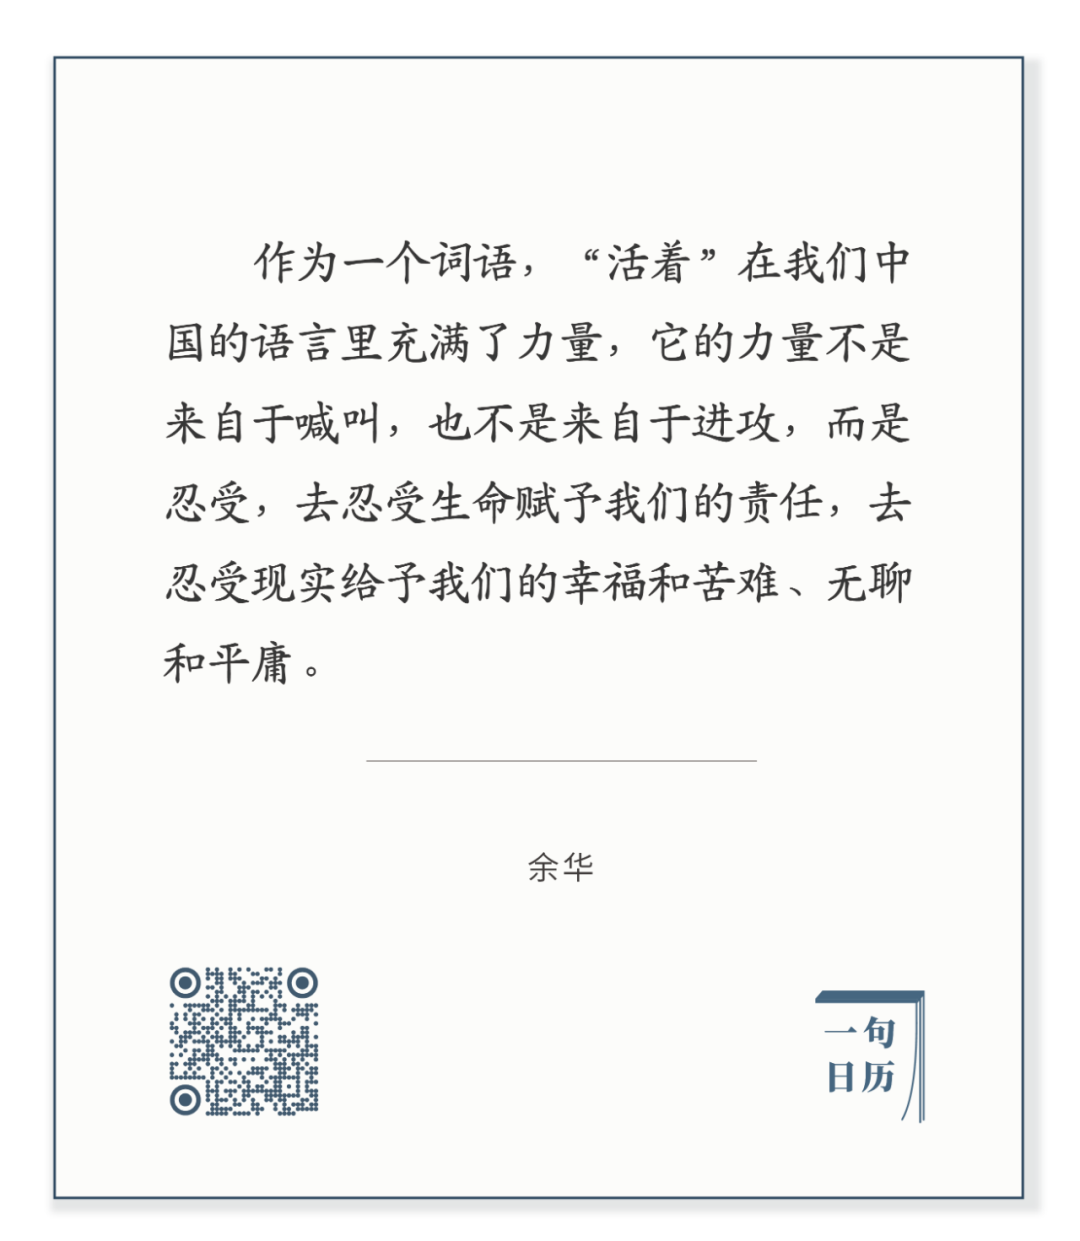 作为一个词语，“活着”在我们中
国的语言里充满了力量，它的力量不是
来自于喊叫，也不是来自于进攻，而是
忍受，去忍受生命赋予我们的责任，去
忍受现实给予我们的幸福和苦难、无聊
和平庸。
余华
一句
日历